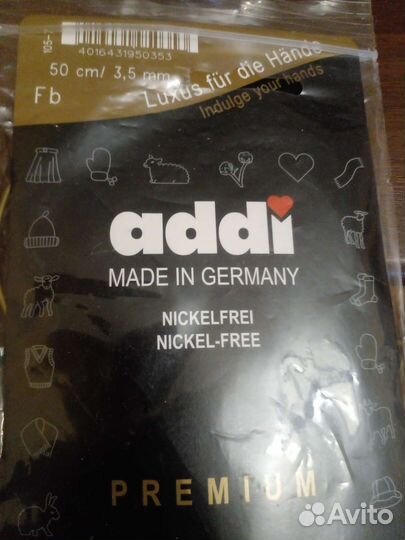 105-
4016431950353
50 cm/ 3,5 mm
Fb
Luxus für die Hände
Indulge your hands
addi
MADE IN GERMANY
NICKELFREI
NICKEL-FREE
PREMIUM
Avito